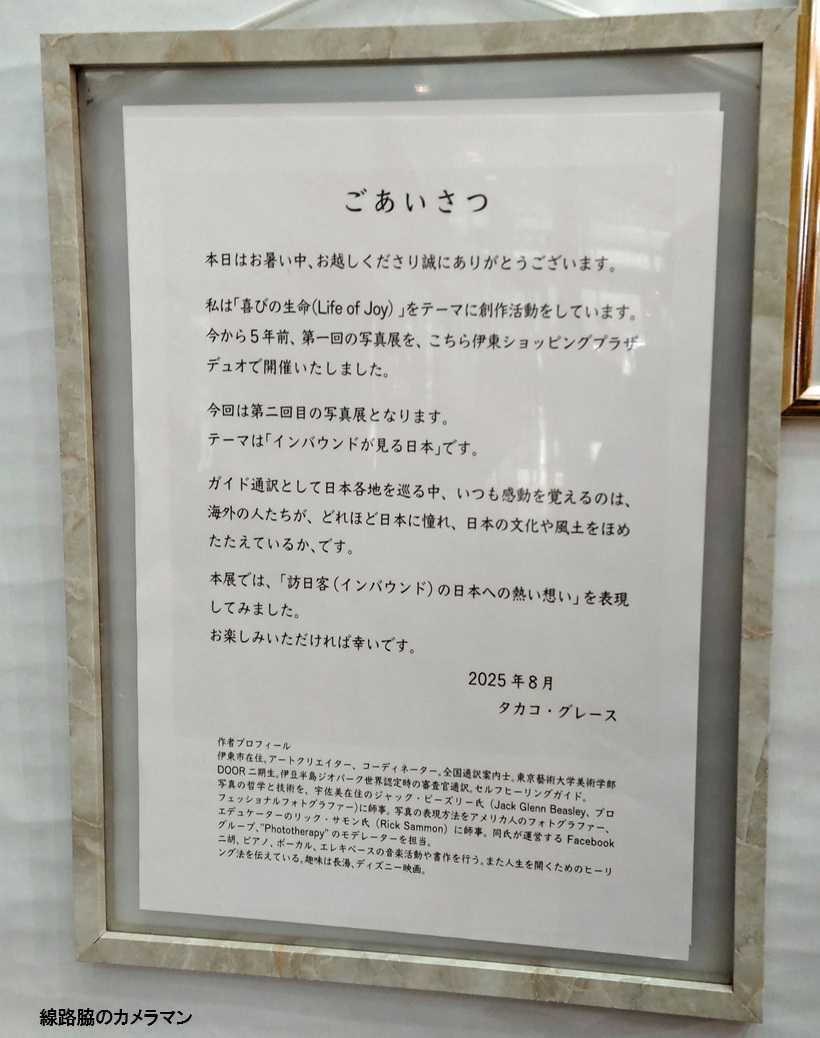 ごあいさつ
本日はお暑い中、お越しくださり誠にありがとうございます。
私は「喜びの生命(Life of Joy)」をテーマに創作活動をしています。
今から5年前、第一回の写真展を、こちら伊東ショッピングプラザ
デュオで開催いたしました。
今回は第二回目の写真展となります。
テーマは「インバウンドが見る日本」です。
ガイド通訳として日本各地を巡る中、いつも感動を覚えるのは、
海外の人たちが、どれほど日本に憧れ、日本の文化や風土をほめ
たたえているか、です。
本展では、「訪日客(インバウンド)の日本への熱い想い」を表現
してみました。
お楽しみいただければ幸いです。
2025年8月
タカコ・グレース
作者プロフィール
伊東市在住。アートクリエイター、コーディネーター。全国通訳案内士。東京藝術大学美術学部
DOOR二期生。伊豆半島ジオパーク世界認定時の審査官通訳。セルフヒーリングガイド。
写真の哲学と技術を、宇佐美在住のジャック・ビーズリー氏(Jack Glenn Beasley、プロ
フェッショナルフォトグラファー)に師事。写真の表現方法をアメリカ人のフォトグラファー、
エデュケーターのリック・サモン氏(Rick Sammon)に師事。同氏が運営するFacebook
グループ、"Phototherapy"のモデレーターを担当。
二胡、ピアノ、ボーカル、エレキベースの音楽活動や書作を行う。また人生を開くためのヒーリ
ング法を伝えている。趣味は長湯、ディズニー映画。
線路脇のカメラマン